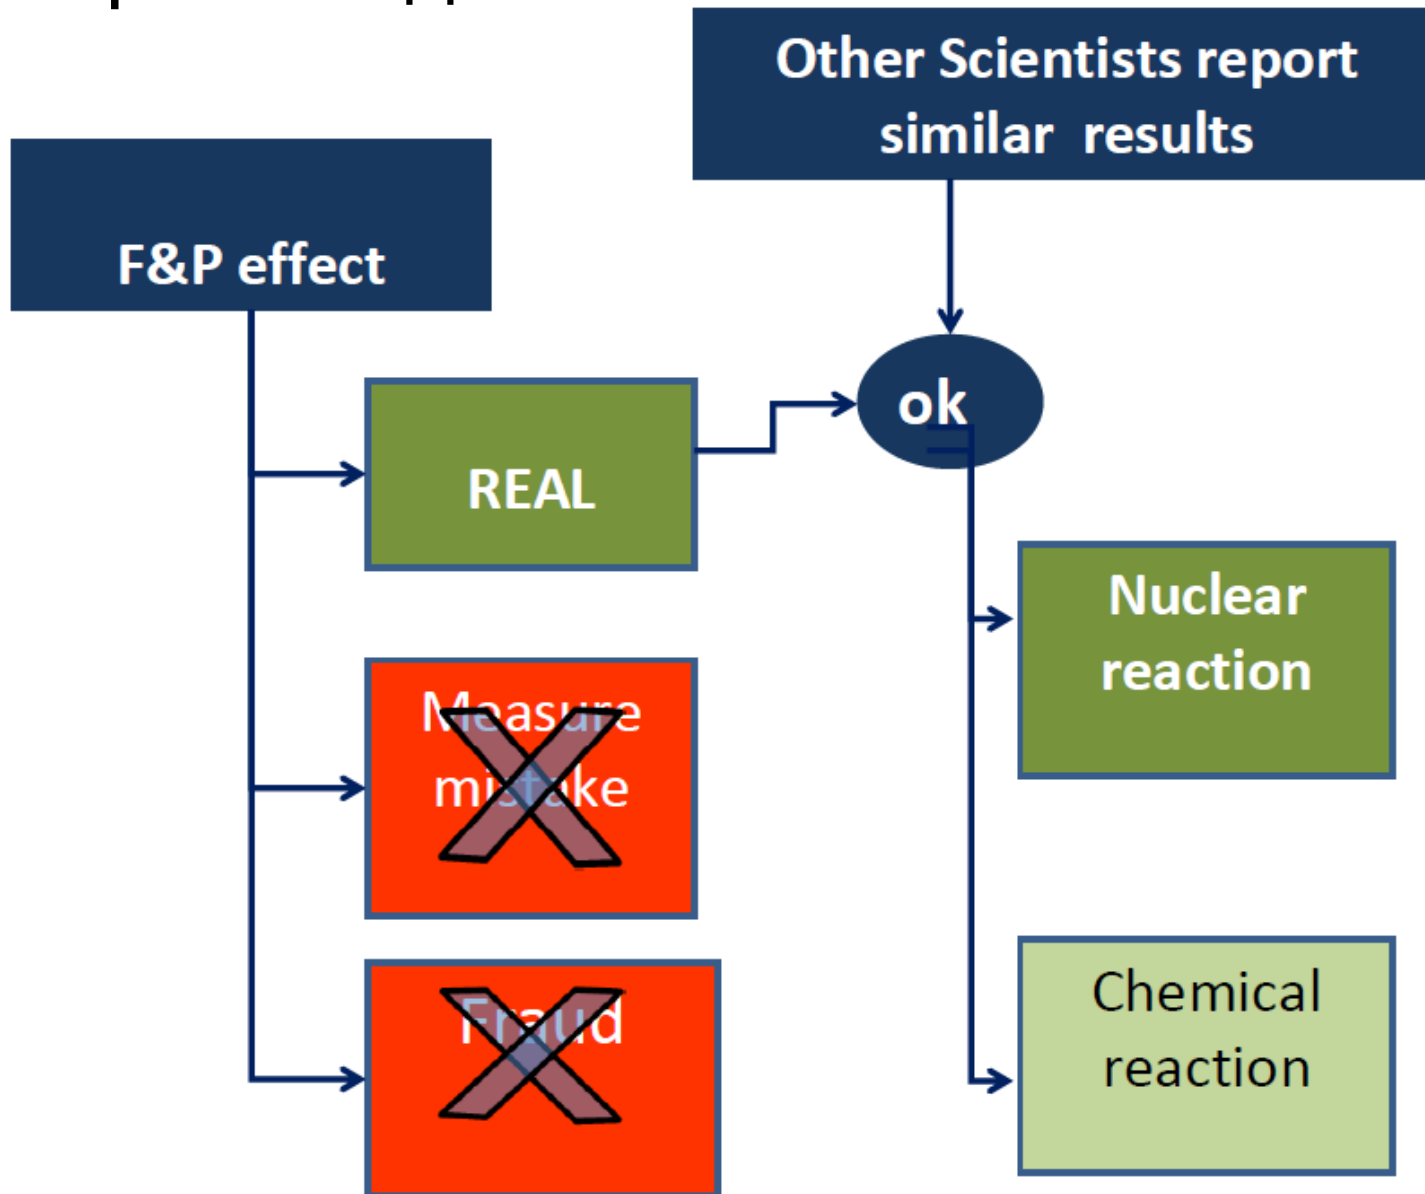 Other Scientists report
similar results
F&P effect
ok
REAL
Nuclear
reaction
Measure
mistake
Fraud
Chemical
reaction